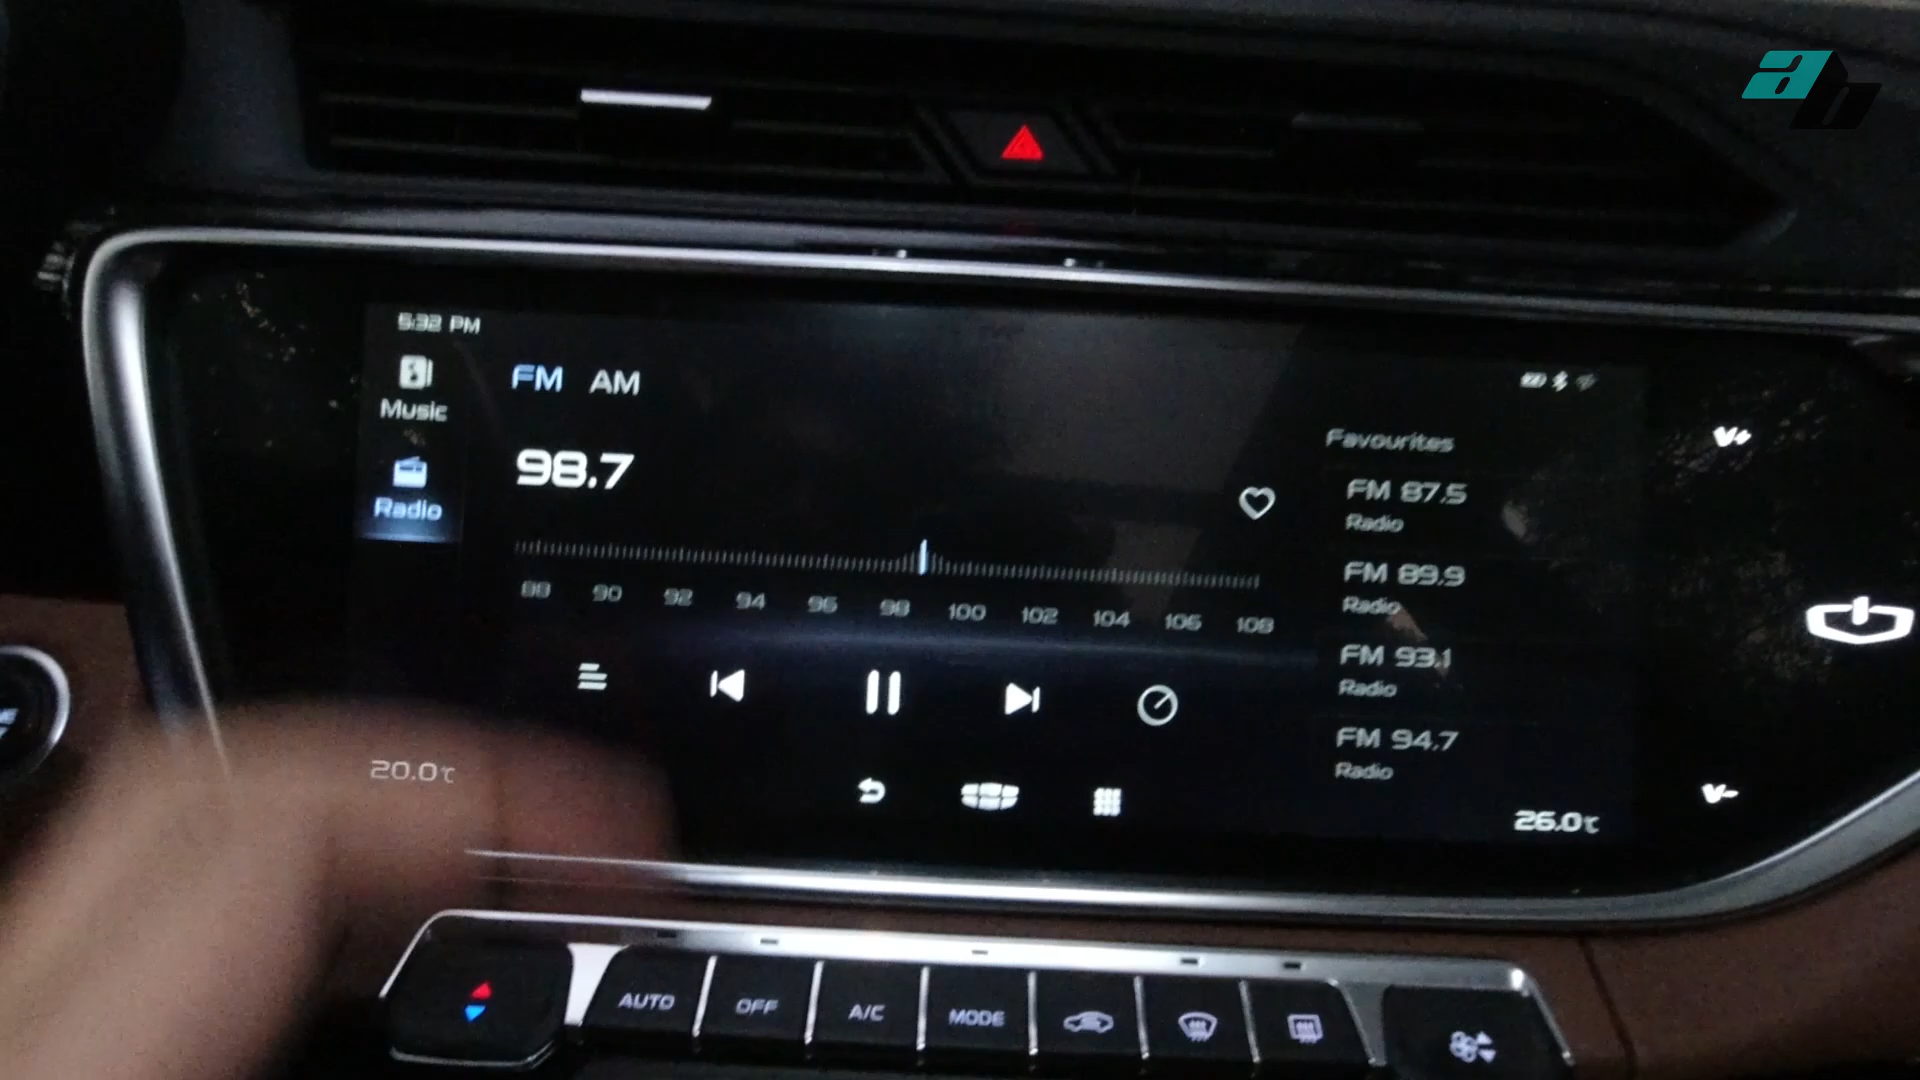 ah
5:32 PM
Music
Radio
FM AM
98.7
88 90 92 94 96 98 100 102 104 106 108
Favourites
FM 87.5
Radio
FM 89.9
Radio
FM 93.1
Radio
FM 94.7
Radio
V+
V-
20.0℃
26.0℃
AUTO
OFF
A/C
MODE